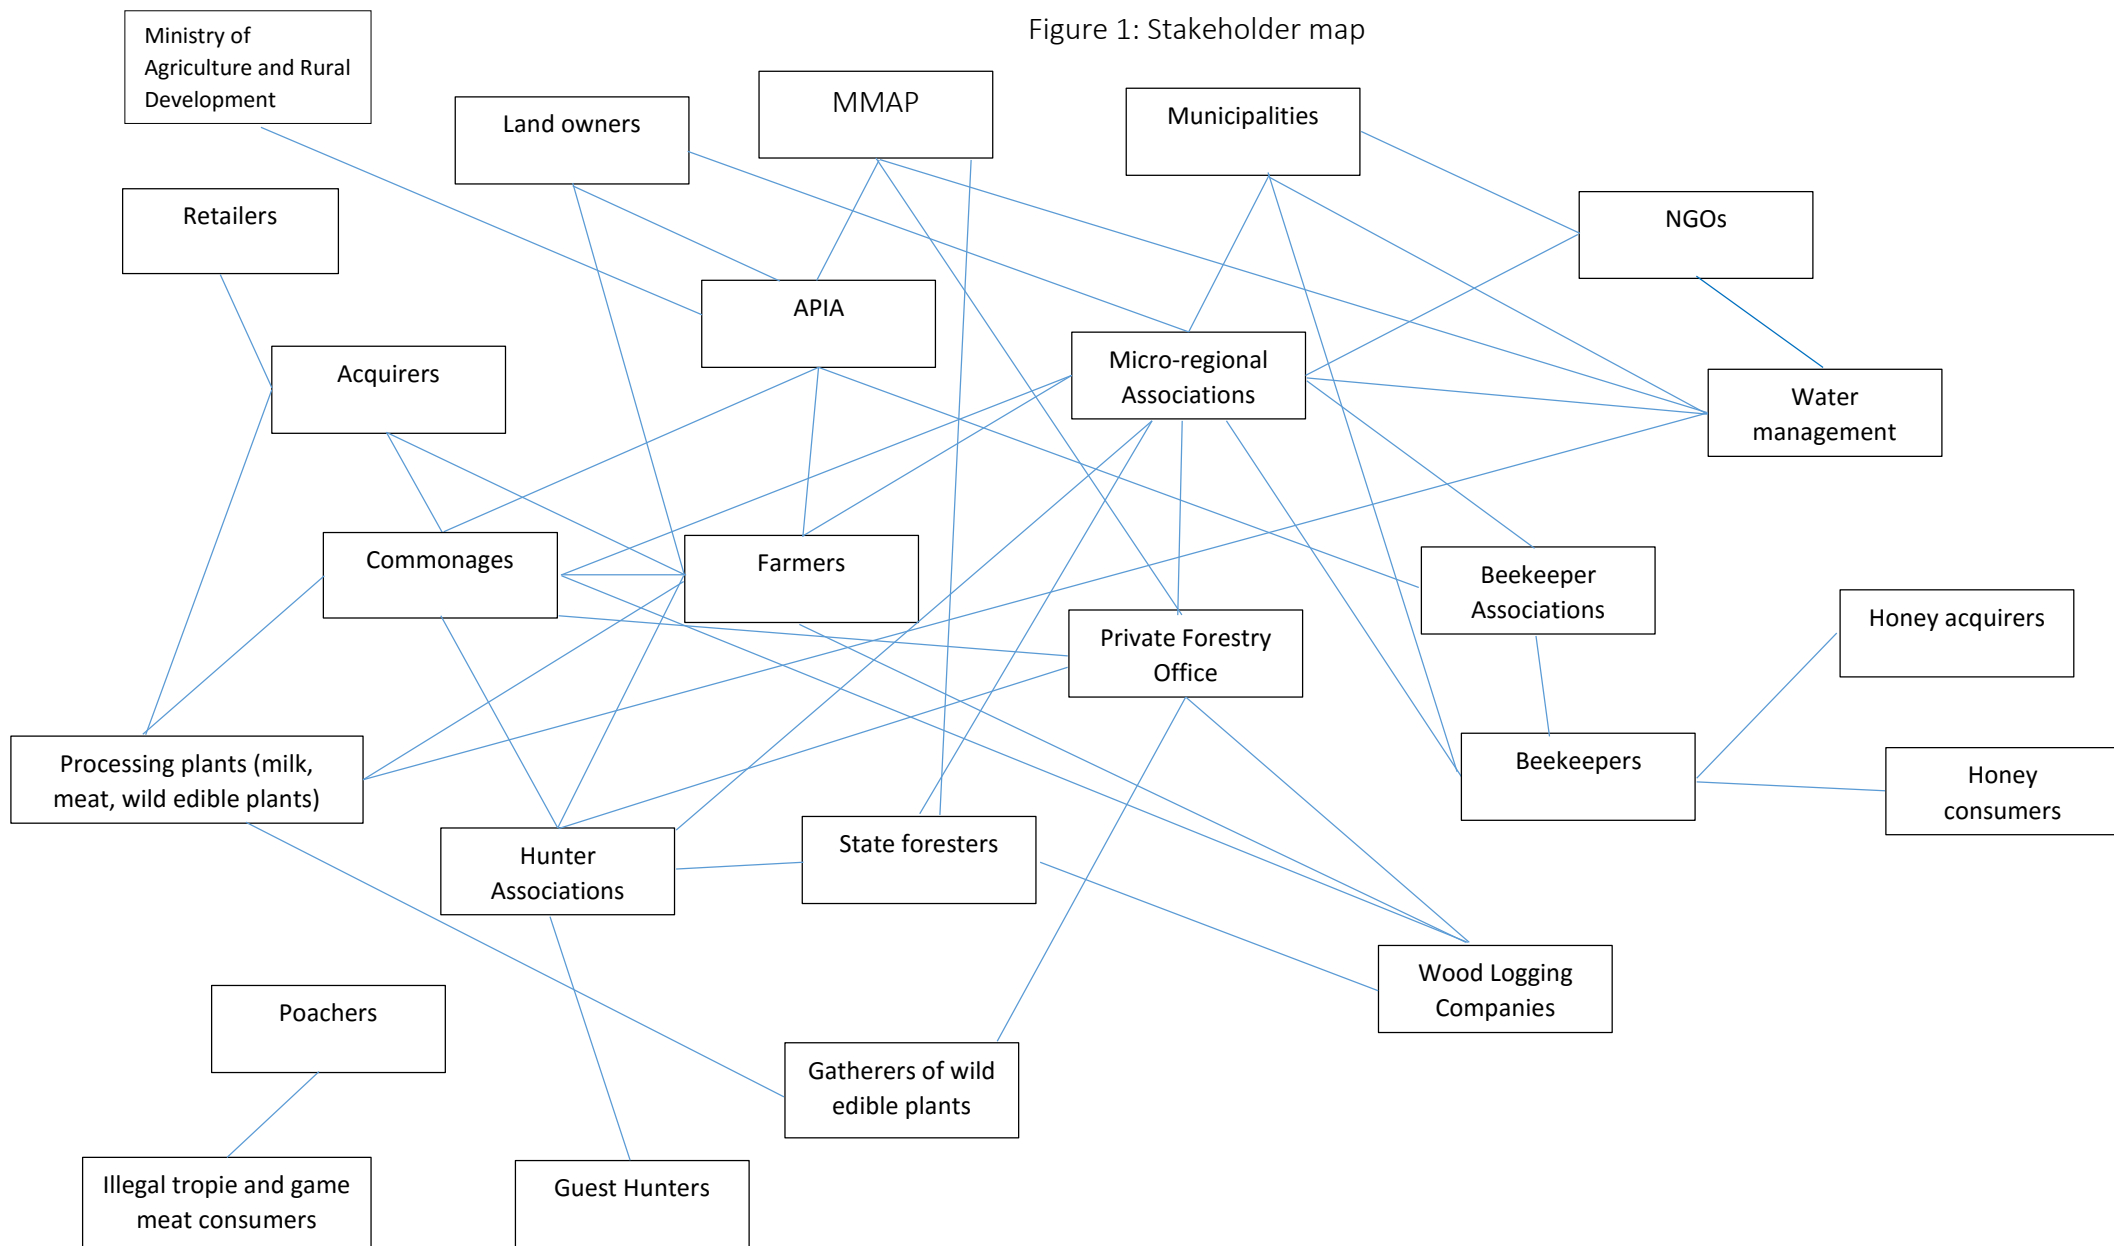 Figure 1: Stakeholder map
Ministry of
Agriculture and Rural
Development
Land owners
MMAP
Municipalities
Retailers
NGOs
APIA
Acquirers
Micro-regional
Associations
Water
management
Commonages
Farmers
Beekeeper
Associations
Honey acquirers
Private Forestry
Office
Processing plants (milk,
meat, wild edible plants)
Beekeepers
Honey
consumers
Hunter
Associations
State foresters
Wood Logging
Companies
Poachers
Gatherers of wild
edible plants
Illegal tropie and game
meat consumers
Guest Hunters